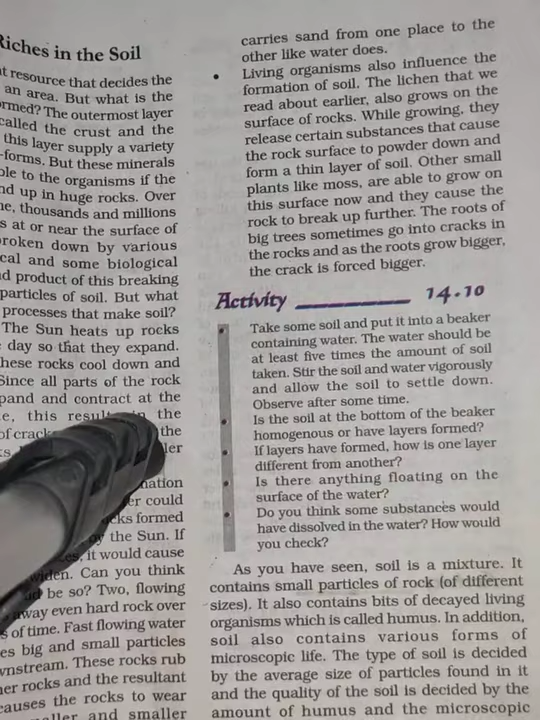 Riches in the Soil
t resource that decides the
an area. But what is the
rmed? The outermost layer
called the crust and the
this layer supply a variety
-forms. But these minerals
ble to the organisms if the
nd up in huge rocks. Over
ne, thousands and millions
s at or near the surface of
roken down by various
cal and some biological
d product of this breaking
particles of soil. But what
processes that make soil?
The Sun heats up rocks
day so that they expand.
hese rocks cool down and
Since all parts of the rock
pand and contract at the
e, this results in the
of crack the
ks ler
nation
er could
cks formed
by the Sun. If
it would cause
widen. Can you think
be so? Two, flowing
away even hard rock over
s of time. Fast flowing water
es big and small particles
wnstream. These rocks rub
her rocks and the resultant
causes the rocks to wear
maller and smaller
carries sand from one place to the
other like water does.
• Living organisms also influence the
formation of soil. The lichen that we
read about earlier, also grows on the
surface of rocks. While growing, they
release certain substances that cause
the rock surface to powder down and
form a thin layer of soil. Other small
plants like moss, are able to grow on
this surface now and they cause the
rock to break up further. The roots of
big trees sometimes go into cracks in
the rocks and as the roots grow bigger,
the crack is forced bigger.
Activity 14.10
• Take some soil and put it into a beaker
containing water. The water should be
at least five times the amount of soil
taken. Stir the soil and water vigorously
and allow the soil to settle down.
Observe after some time.
• Is the soil at the bottom of the beaker
homogenous or have layers formed?
• If layers have formed, how is one layer
different from another?
• Is there anything floating on the
surface of the water?
• Do you think some substances would
have dissolved in the water? How would
you check?
As you have seen, soil is a mixture. It
contains small particles of rock (of different
sizes). It also contains bits of decayed living
organisms which is called humus. In addition,
soil also contains various forms of
microscopic life. The type of soil is decided
by the average size of particles found in it
and the quality of the soil is decided by the
amount of humus and the microscopic